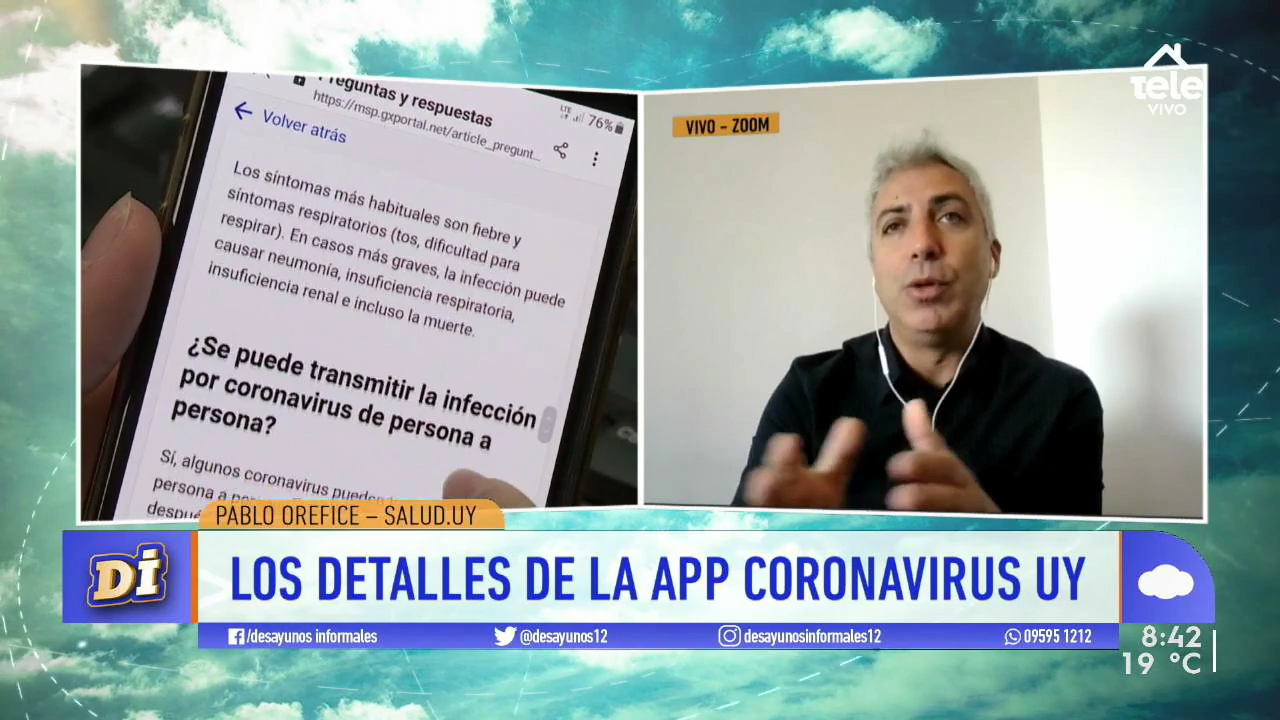 Preguntas y respuestas
https://msp.gxportal.net/article_pregunt...
LTE
76%
Volver atrás
Los síntomas más habituales son fiebre y
síntomas respiratorios (tos, dificultad para
respirar). En casos más graves, la infección puede
causar neumonía, insuficiencia respiratoria,
insuficiencia renal e incluso la muerte.
¿Se puede transmitir la infección
por coronavirus de persona a
persona?
Sí, algunos coronavirus pueden
persona a
VIVO – ZOOM
tele
VIVO
PABLO OREFICE – SALUD.UY
Di
LOS DETALLES DE LA APP CORONAVIRUS UY
/desayunos informales
@desayunos12
desayunosinformales12
09595 1212
8:42
19 °C